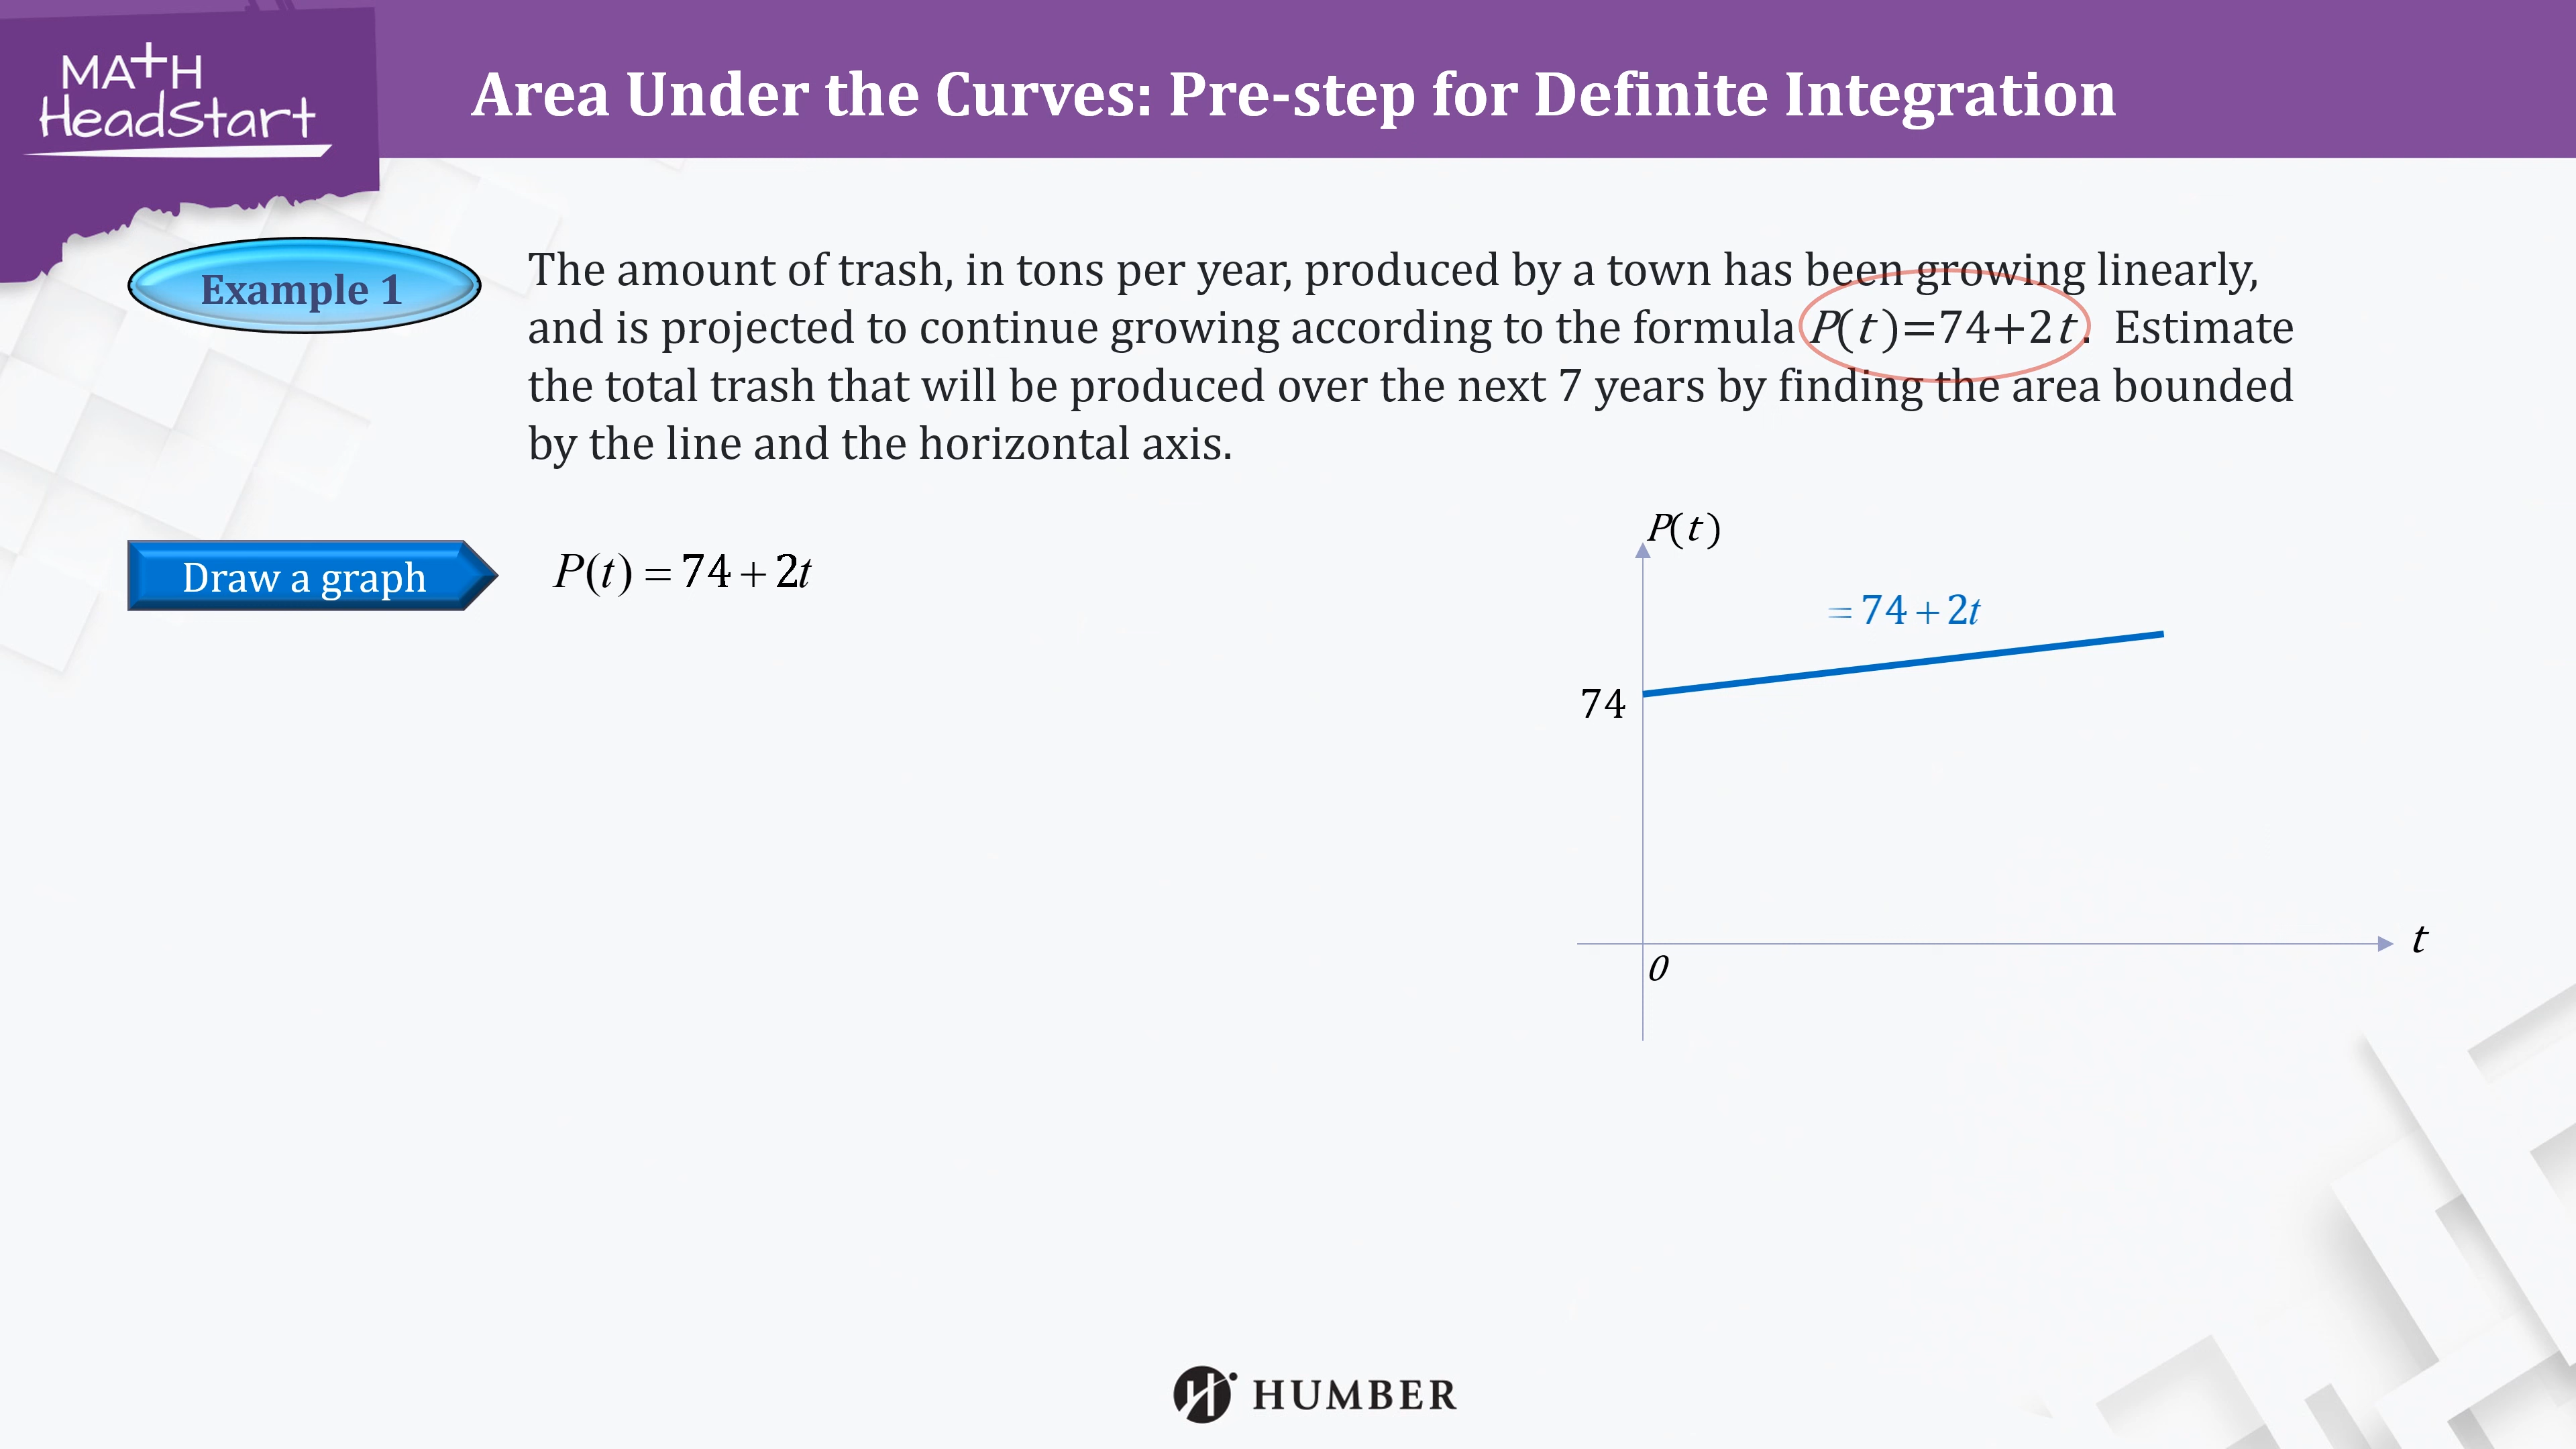 MATH
HeadStart
Area Under the Curves: Pre-step for Definite Integration
Example 1
The amount of trash, in tons per year, produced by a town has been growing linearly,
and is projected to continue growing according to the formula P(t)=74+2t. Estimate
the total trash that will be produced over the next 7 years by finding the area bounded
by the line and the horizontal axis.
Draw a graph
P(t) = 74 + 2t
P(t)
= 74 + 2t
74
t
0
HUMBER